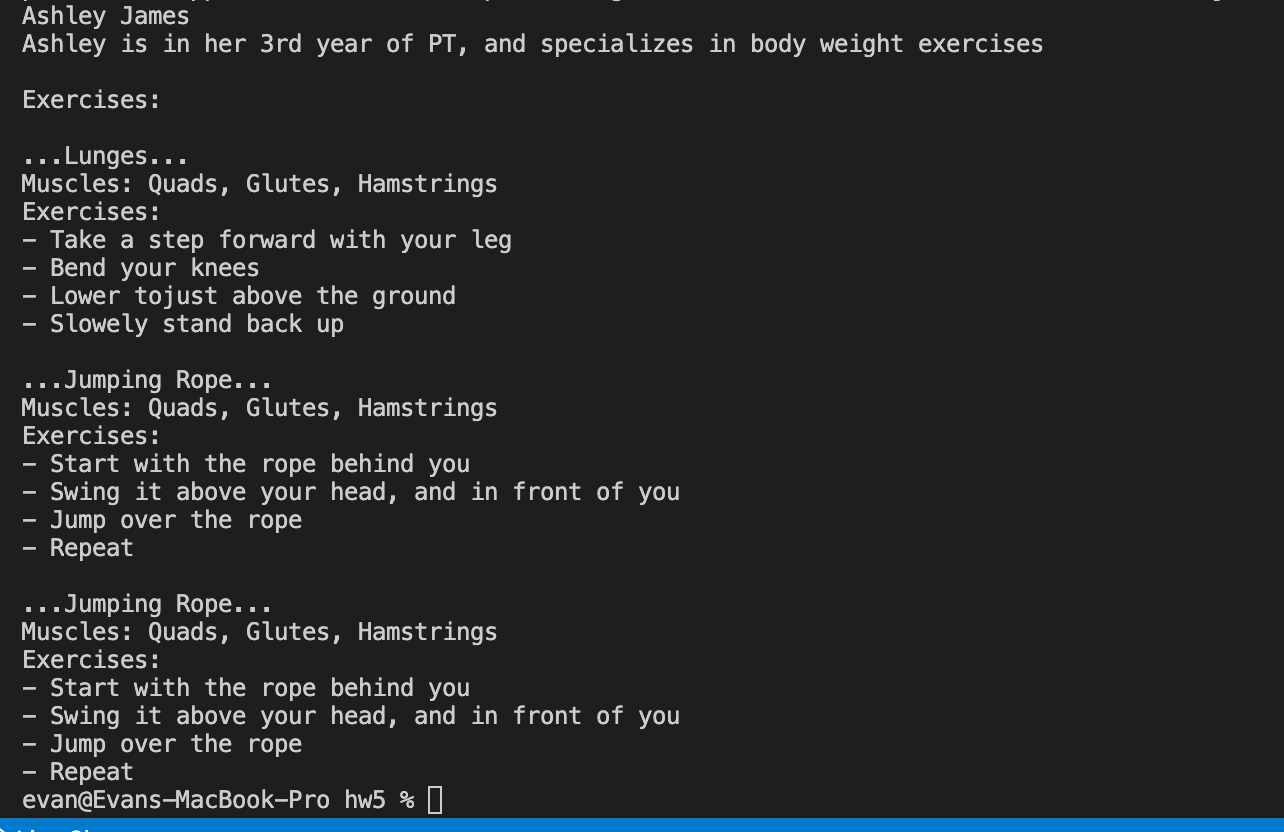 Ashley James
Ashley is in her 3rd year of PT, and specializes in body weight exercises
Exercises:
...Lunges...
Muscles: Quads, Glutes, Hamstrings
Exercises:
- Take a step forward with your leg
- Bend your knees
- Lower tojust above the ground
- Slowely stand back up
...Jumping Rope...
Muscles: Quads, Glutes, Hamstrings
Exercises:
- Start with the rope behind you
- Swing it above your head, and in front of you
- Jump over the rope
- Repeat
...Jumping Rope...
Muscles: Quads, Glutes, Hamstrings
Exercises:
- Start with the rope behind you
- Swing it above your head, and in front of you
- Jump over the rope
- Repeat
evan@Evans-MacBook-Pro hw5 %